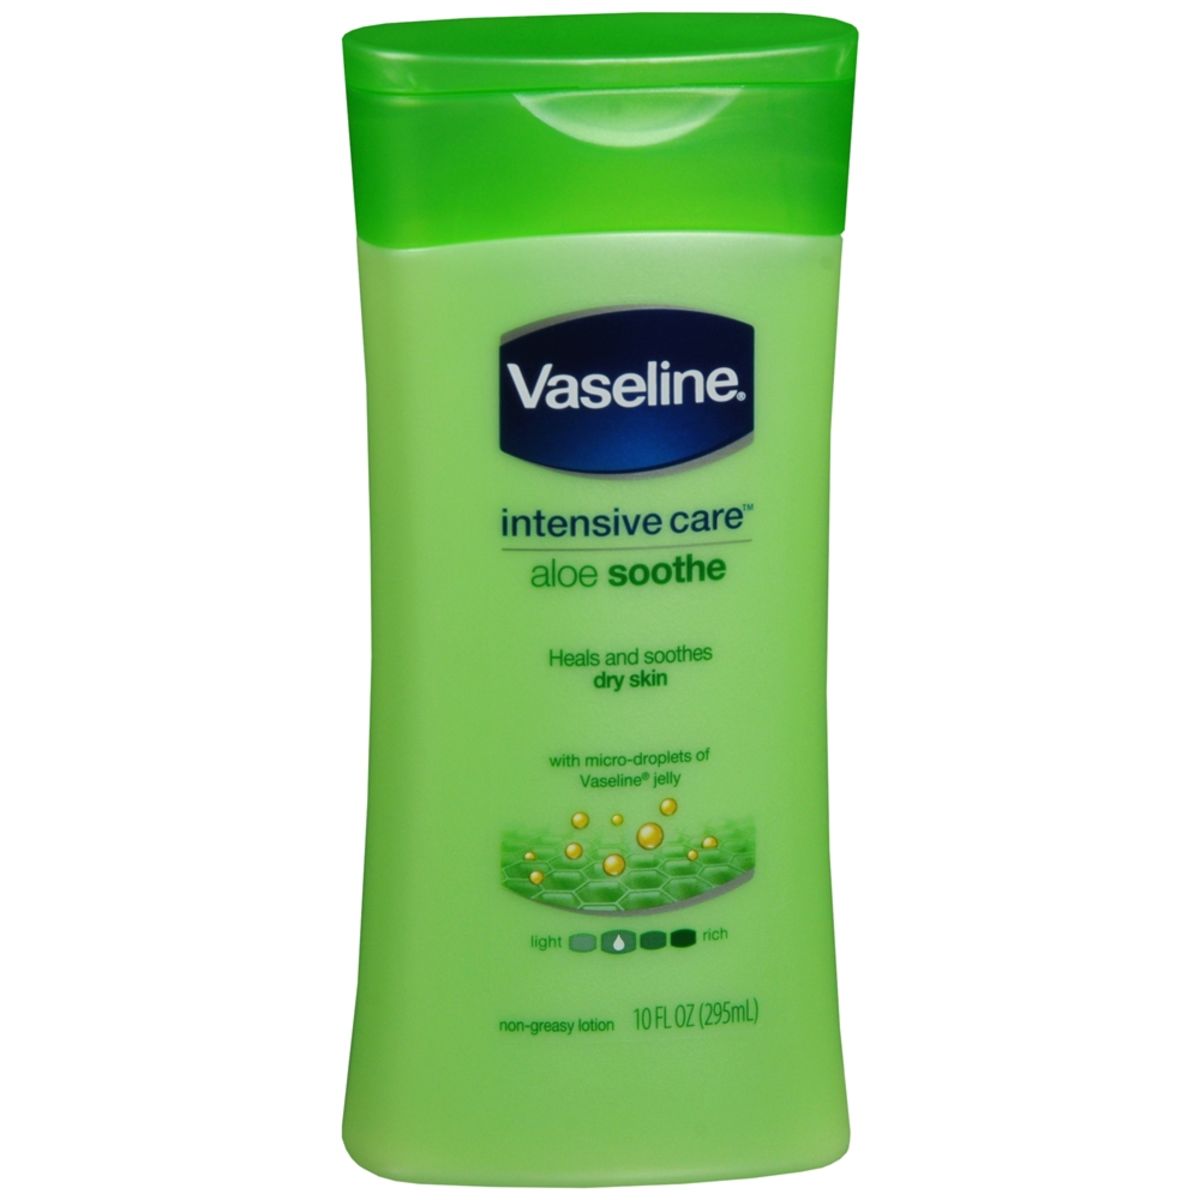 Vaseline®
intensive care™
aloe soothe
Heals and soothes
dry skin
with micro-droplets of
Vaseline® jelly
light rich
non-greasy lotion 10 FL OZ (295mL)